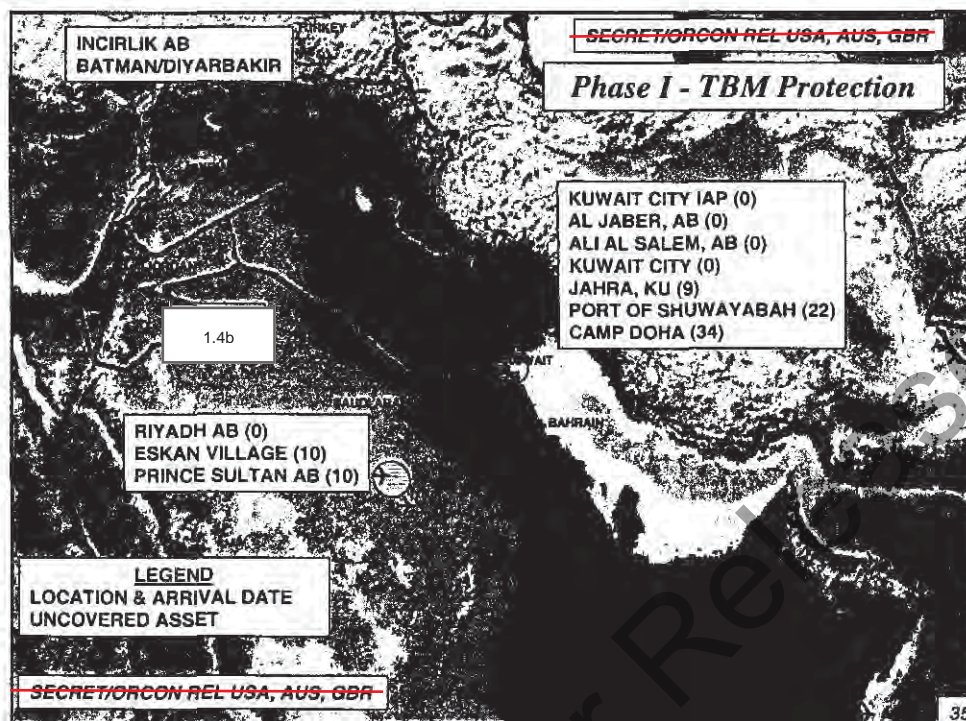 INCIRLIK AB
BATMAN/DIYARBAKIR
SECRET/ORCON REL USA, AUS, GBR
Phase I - TBM Protection
KUWAIT CITY IAP (0)
AL JABER, AB (0)
ALI AL SALEM, AB (0)
KUWAIT CITY (0)
JAHRA, KU (9)
PORT OF SHUWAYABAH (22)
CAMP DOHA (34)
1.4b
BAHRAIN
RIYADH AB (0)
ESKAN VILLAGE (10)
PRINCE SULTAN AB (10)
LEGEND
LOCATION & ARRIVAL DATE
UNCOVERED ASSET
SECRET/ORCON REL USA, AUS, GBR